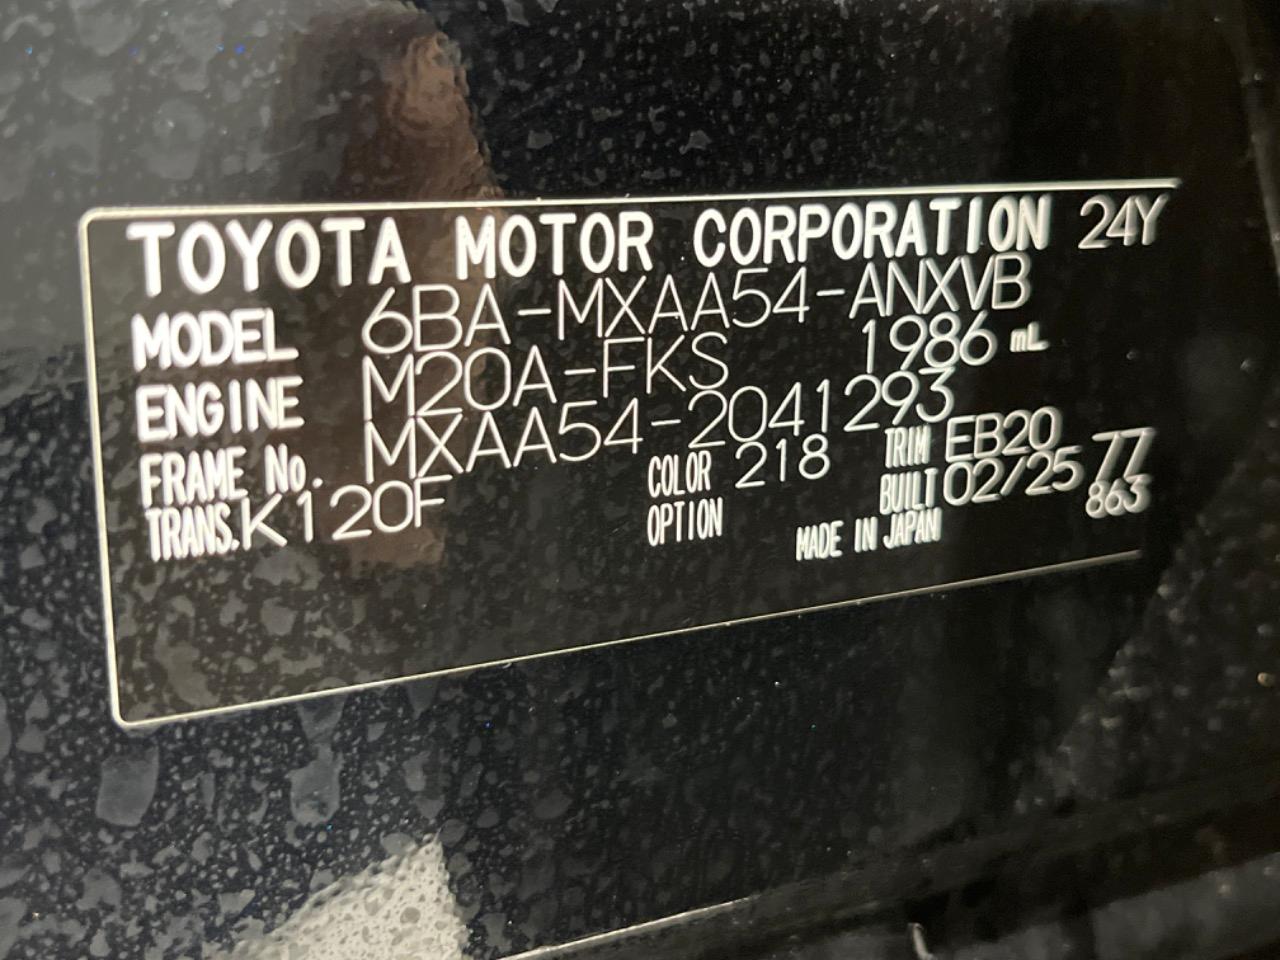 TOYOTA MOTOR CORPORATION 24Y
MODEL 6BA-MXAA54-ANXVB
ENGINE M20A-FKS 1986 mL
FRAME No. MXAA54-2041293
COLOR 218 TRIM EB20
TRANS. K120F OPTION BUILT 02/25 77
863
MADE IN JAPAN